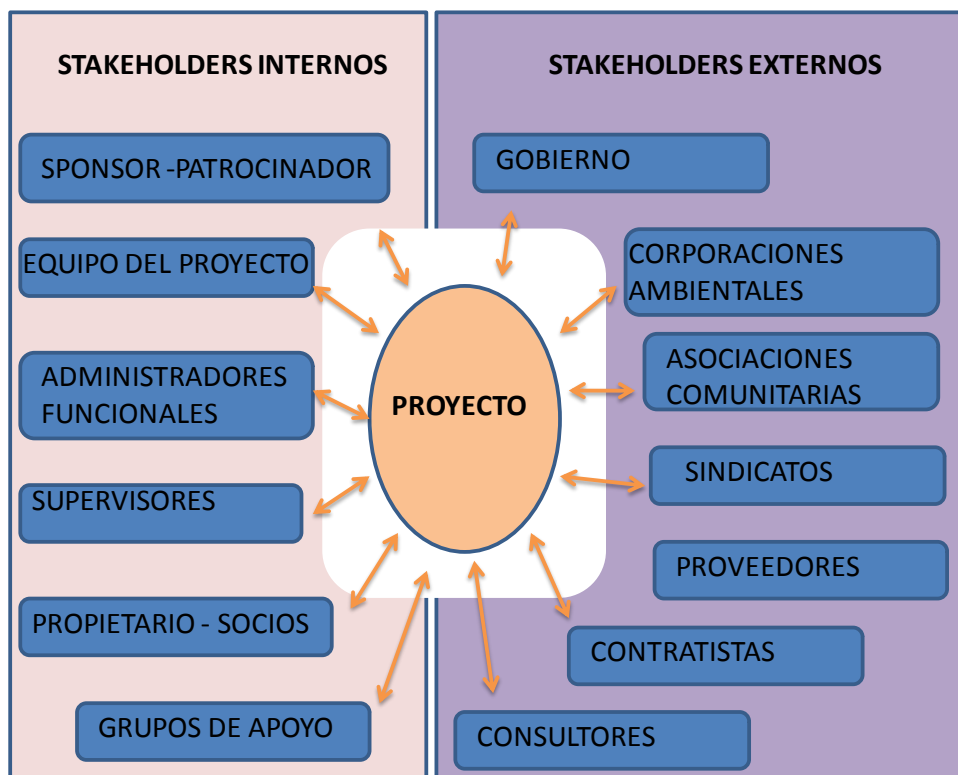 STAKEHOLDERS INTERNOS
SPONSOR -PATROCINADOR
EQUIPO DEL PROYECTO
ADMINISTRADORES
FUNCIONALES
SUPERVISORES
PROPIETARIO - SOCIOS
GRUPOS DE APOYO
PROYECTO
STAKEHOLDERS EXTERNOS
GOBIERNO
CORPORACIONES
AMBIENTALES
ASOCIACIONES
COMUNITARIAS
SINDICATOS
PROVEEDORES
CONTRATISTAS
CONSULTORES